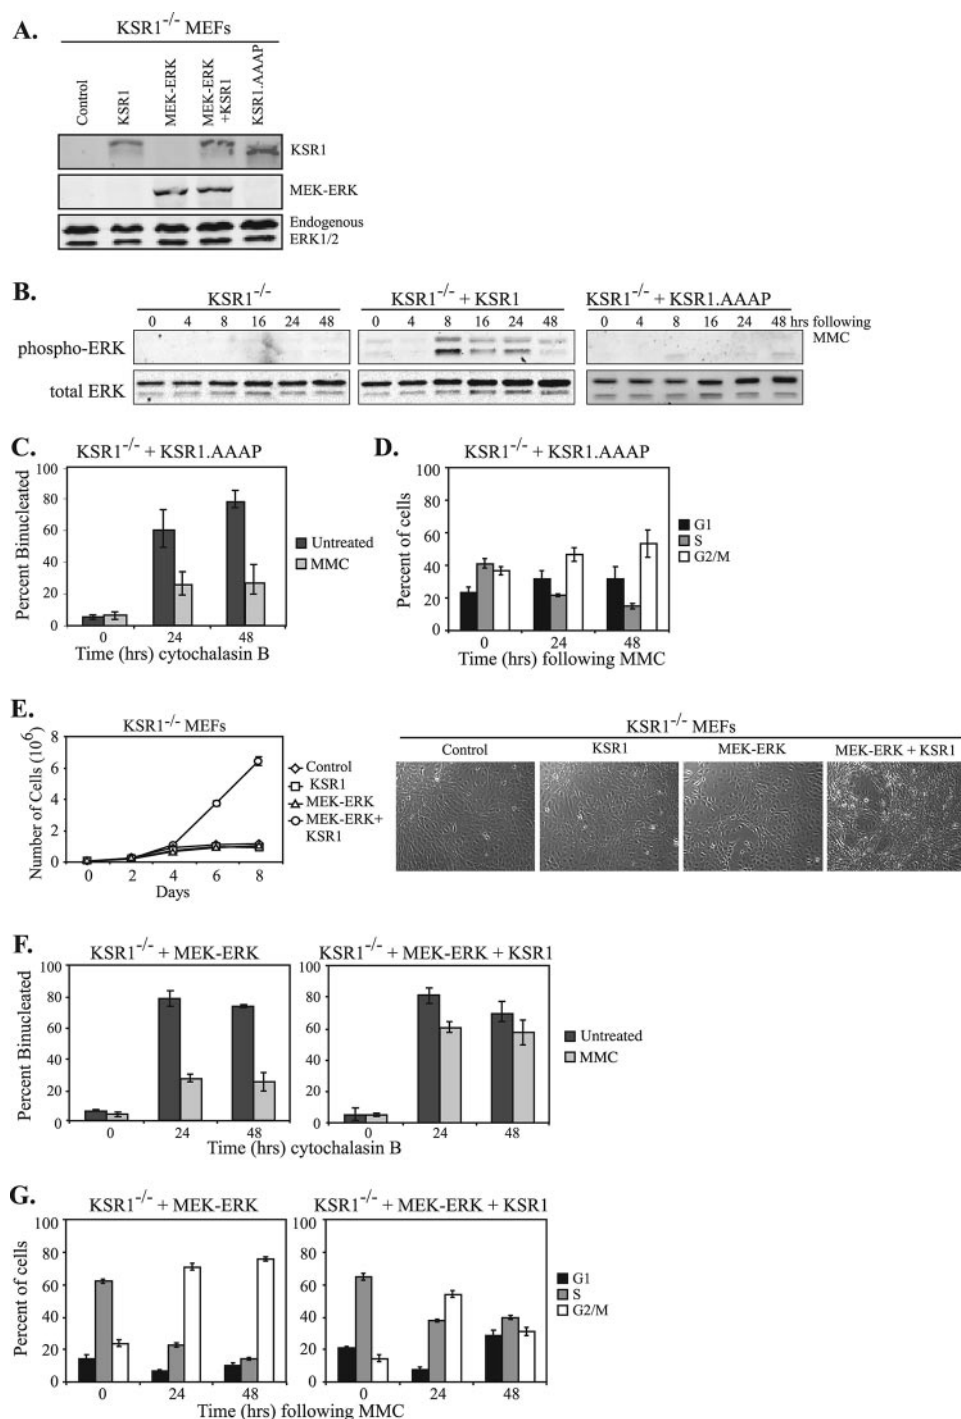 A.
KSR1-/- MEFs
Control
KSR1
MEK-ERK
MEK-ERK
+KSR1
KSR1.AAAP
KSR1
MEK-ERK
Endogenous
ERK1/2
B.
KSR1-/-
KSR1-/- + KSR1
KSR1-/- + KSR1.AAAP
0 4 8 16 24 48
0 4 8 16 24 48
0 4 8 16 24 48 hrs following
MMC
phospho-ERK
total ERK
C.
KSR1-/- + KSR1.AAAP
Percent Binucleated
100
80
60
40
20
0
0 24 48
Time (hrs) cytochalasin B
Untreated
MMC
D.
KSR1-/- + KSR1.AAAP
Percent of cells
100
80
60
40
20
0
0 24 48
Time (hrs) following MMC
G1
S
G2/M
E.
KSR1-/- MEFs
Number of Cells (10^6)
8
6
4
2
0
0 2 4 6 8
Days
Control
KSR1
MEK-ERK
MEK-ERK+
KSR1
KSR1-/- MEFs
Control
KSR1
MEK-ERK
MEK-ERK + KSR1
F.
KSR1-/- + MEK-ERK
KSR1-/- + MEK-ERK + KSR1
Percent Binucleated
100
80
60
40
20
0
0 24 48
100
80
60
40
20
0
0 24 48
Time (hrs) cytochalasin B
Untreated
MMC
G.
KSR1-/- + MEK-ERK
KSR1-/- + MEK-ERK + KSR1
Percent of cells
100
80
60
40
20
0
0 24 48
100
80
60
40
20
0
0 24 48
Time (hrs) following MMC
G1
S
G2/M